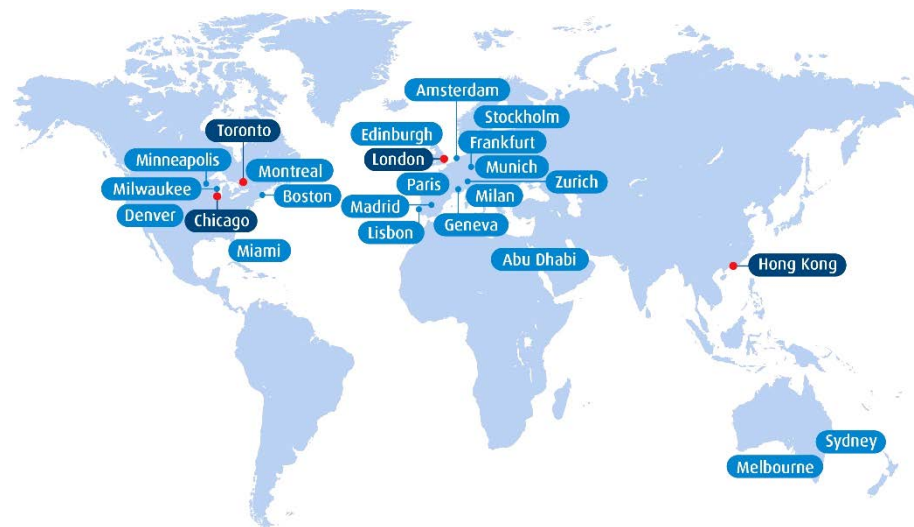 Amsterdam
Stockholm
Edinburgh
Toronto
Frankfurt
London
Minneapolis
Montreal
Munich
Milwaukee
Paris
Zurich
Boston
Milan
Madrid
Denver
Chicago
Geneva
Lisbon
Miami
Abu Dhabi
Hong Kong
Sydney
Melbourne